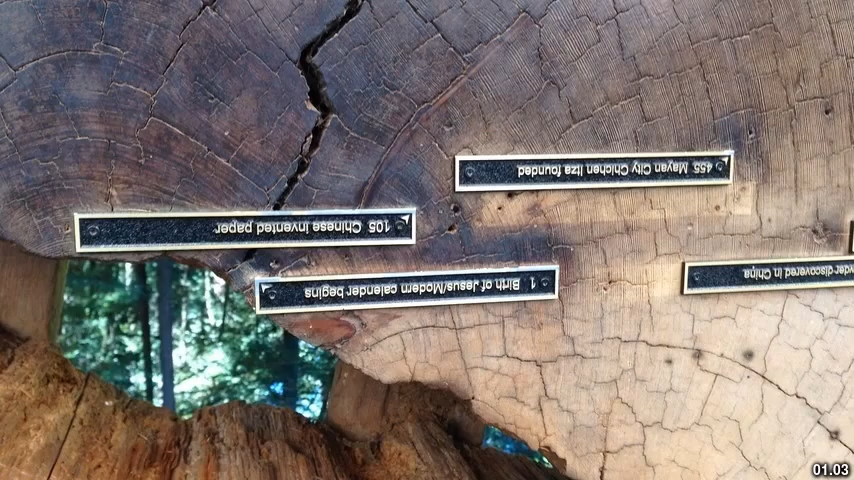 455 Mayan City Chichen Itza founded
105 Chinese invented paper
1 Birth of Jesus/Modern calender begins
discovered in China
01.03